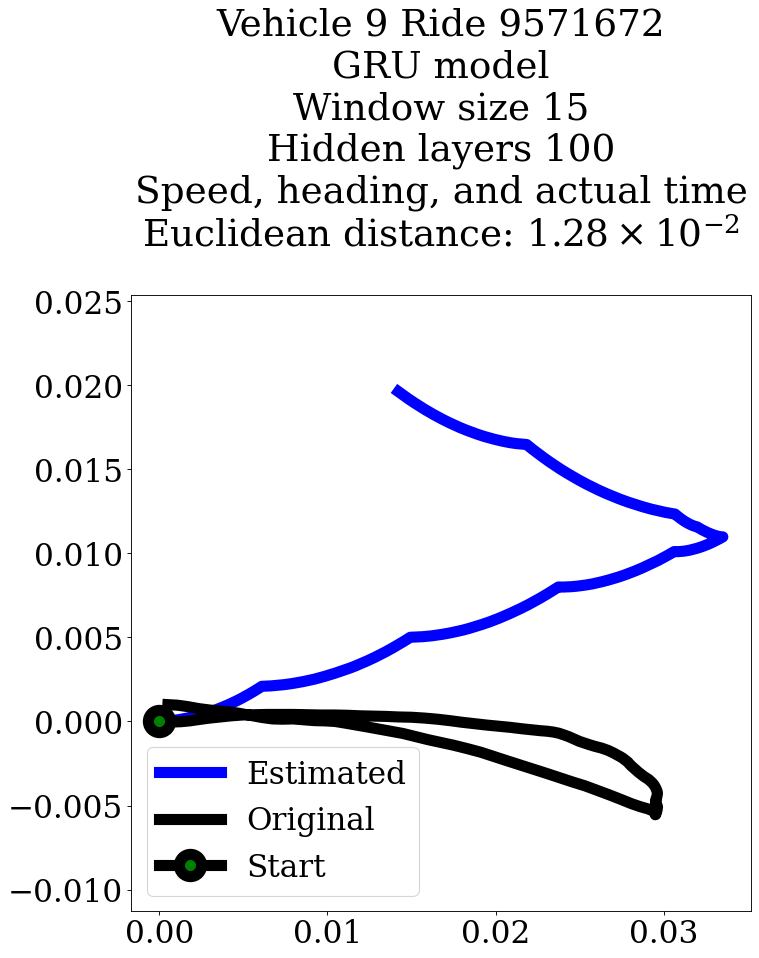 Vehicle 9 Ride 9571672
GRU model
Window size 15
Hidden layers 100
Speed, heading, and actual time
Euclidean distance: 1.28 × 10⁻²
0.025
0.020
0.015
0.010
0.005
0.000
−0.005
−0.010
Estimated
Original
Start
0.00 0.01 0.02 0.03